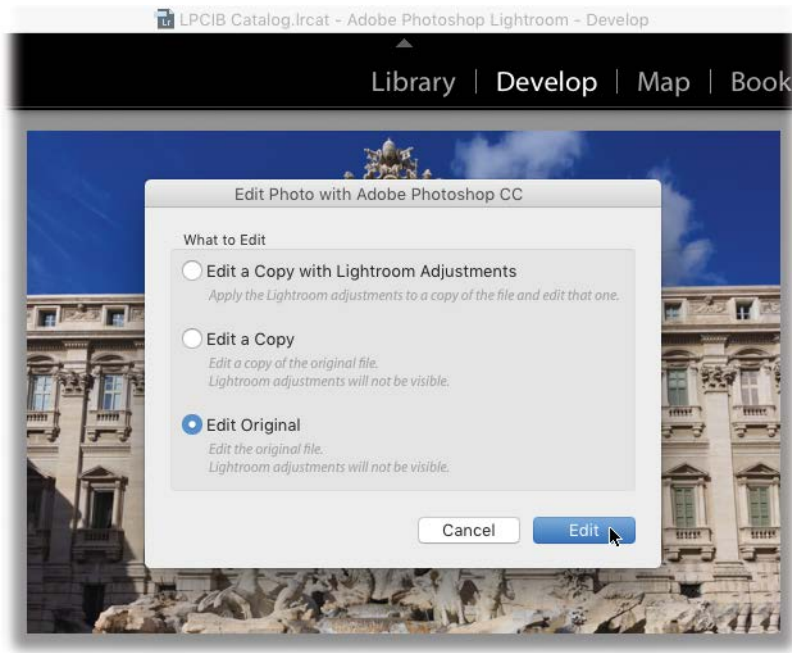 Lr LPCIB Catalog.lrcat - Adobe Photoshop Lightroom - Develop
Library | Develop | Map | Book
Edit Photo with Adobe Photoshop CC
What to Edit
Edit a Copy with Lightroom Adjustments
Apply the Lightroom adjustments to a copy of the file and edit that one.
Edit a Copy
Edit a copy of the original file.
Lightroom adjustments will not be visible.
Edit Original
Edit the original file.
Lightroom adjustments will not be visible.
Cancel Edit